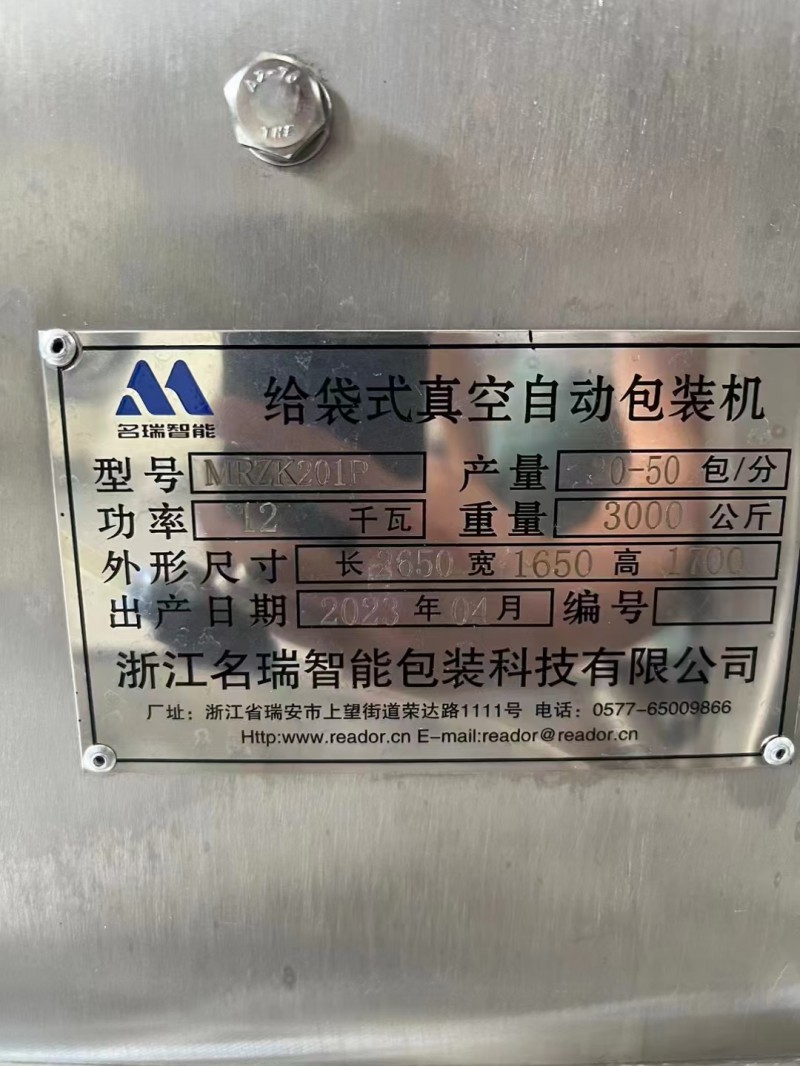 A2-70
THE
名瑞智能
给袋式真空自动包装机
型号 MRZK201P 产量 0-50 包/分
功率 12 千瓦 重量 3000 公斤
外形尺寸 长 3650 宽 1650 高 1700
出产日期 2023 年 04 月 编号
浙江名瑞智能包装科技有限公司
厂址：浙江省瑞安市上望街道荣达路1111号 电话：0577-65009866
Http:www.reador.cn E-mail:reador@reador.cn